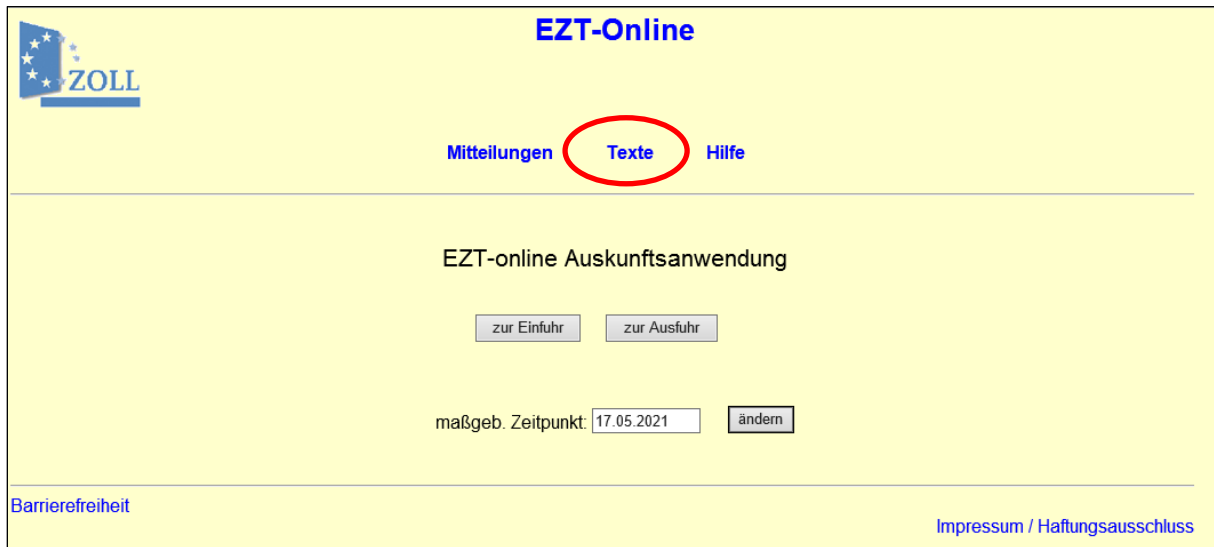 EZT-Online
ZOLL
Mitteilungen Texte Hilfe
EZT-online Auskunftsanwendung
zur Einfuhr zur Ausfuhr
maßgeb. Zeitpunkt: 17.05.2021 ändern
Barrierefreiheit
Impressum / Haftungsausschluss